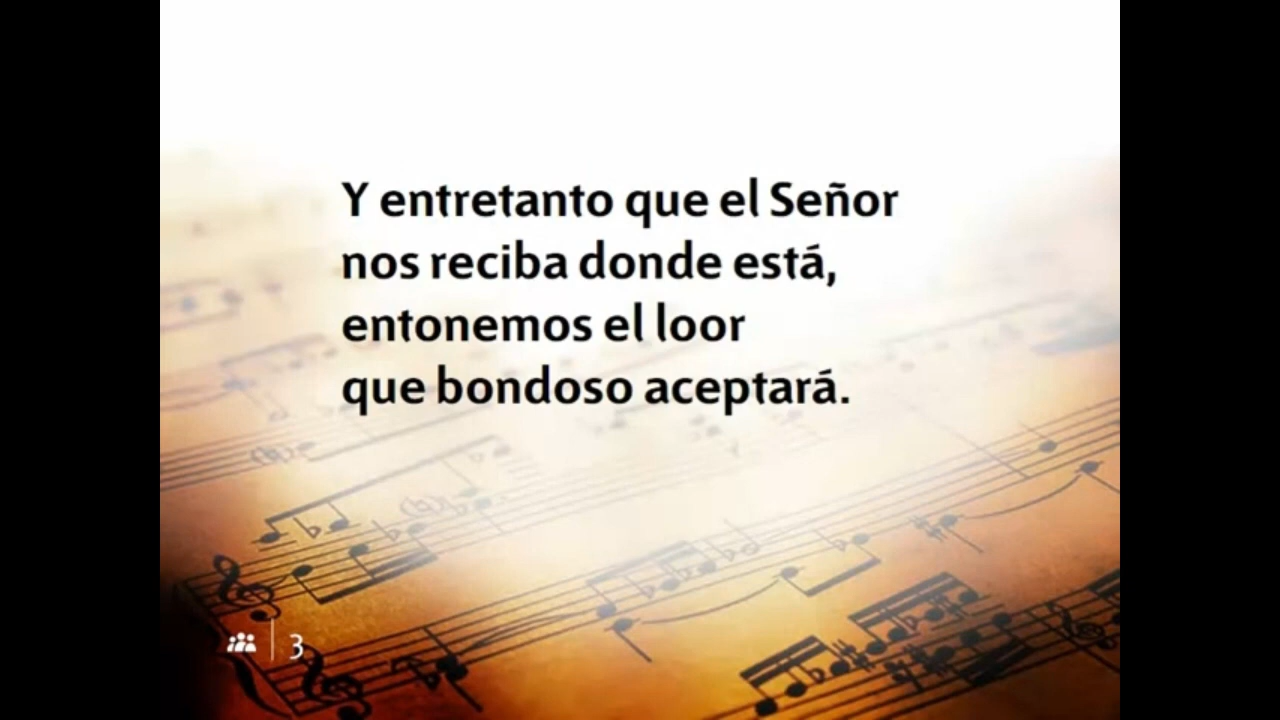 Y entretanto que el Señor
nos reciba donde está,
entonemos el loor
que bondoso aceptará.
3